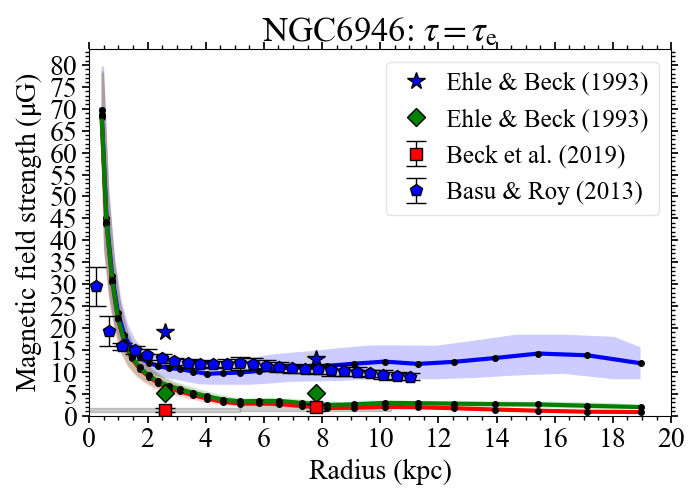 NGC6946: τ = τe
Magnetic field strength (μG)
80
75
70
65
60
55
50
45
40
35
30
25
20
15
10
5
0
Ehle & Beck (1993)
Ehle & Beck (1993)
Beck et al. (2019)
Basu & Roy (2013)
0 2 4 6 8 10 12 14 16 18 20
Radius (kpc)